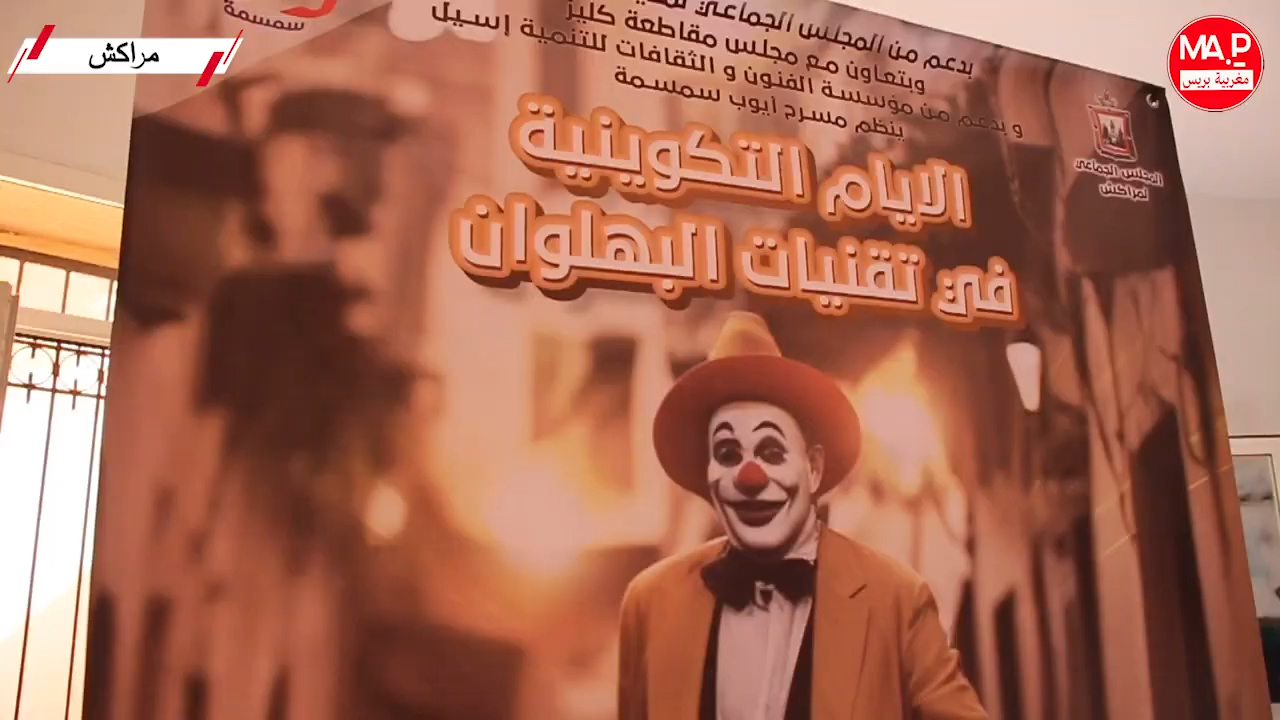 مراكش
MA.P
مغربية بريس
سمسمة
بدعم من المجلس الجماعي
وبتعاون مع مجلس مقاطعة كليز
و بدعم من مؤسسة الفنون و الثقافات للتنمية إسيل
ينظم مسرح أيوب سمسمة
الايام التكوينية
في تقنيات البهلوان
المجلس الجماعي
لمراكش